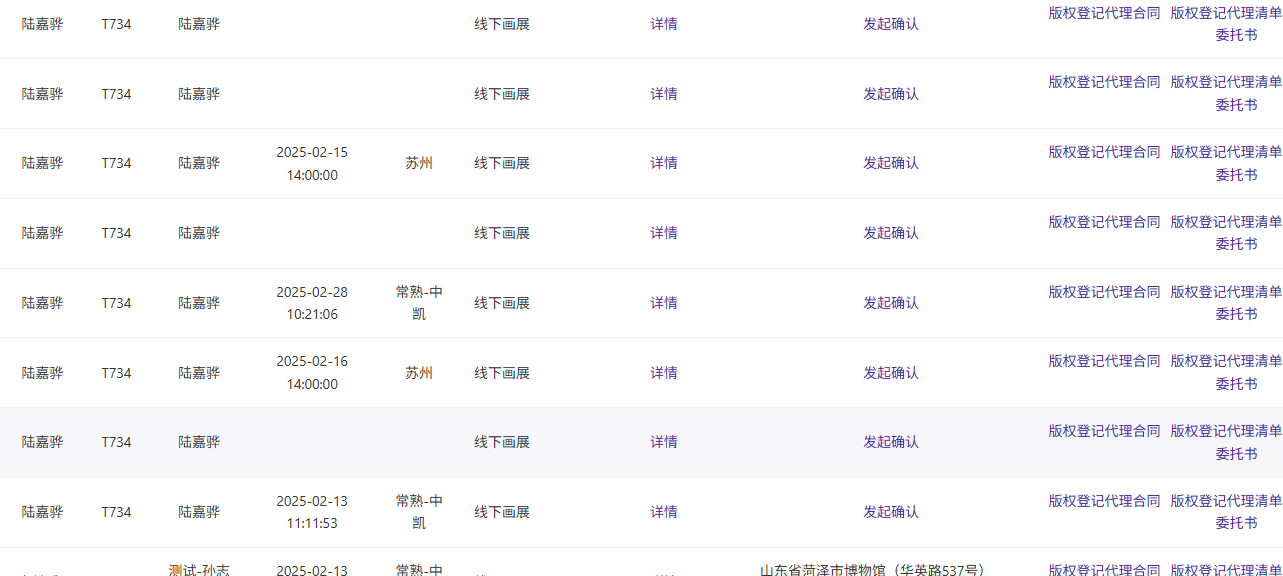 陆嘉骅 T734 陆嘉骅 线下画展 详情 发起确认 版权登记代理合同 版权登记代理清单
委托书
陆嘉骅 T734 陆嘉骅 线下画展 详情 发起确认 版权登记代理合同 版权登记代理清单
委托书
陆嘉骅 T734 陆嘉骅 2025-02-15 苏州 线下画展 详情 发起确认 版权登记代理合同 版权登记代理清单
14:00:00 委托书
陆嘉骅 T734 陆嘉骅 线下画展 详情 发起确认 版权登记代理合同 版权登记代理清单
委托书
陆嘉骅 T734 陆嘉骅 2025-02-28 常熟-中 线下画展 详情 发起确认 版权登记代理合同 版权登记代理清单
10:21:06 凯 委托书
陆嘉骅 T734 陆嘉骅 2025-02-16 苏州 线下画展 详情 发起确认 版权登记代理合同 版权登记代理清单
14:00:00 委托书
陆嘉骅 T734 陆嘉骅 线下画展 详情 发起确认 版权登记代理合同 版权登记代理清单
委托书
陆嘉骅 T734 陆嘉骅 2025-02-13 常熟-中 线下画展 详情 发起确认 版权登记代理合同 版权登记代理清单
11:11:53 凯 委托书
测试-孙志 2025-02-13 常熟-中 山东省菏泽市博物馆（华英路537号） 版权登记代理合同 版权登记代理清单